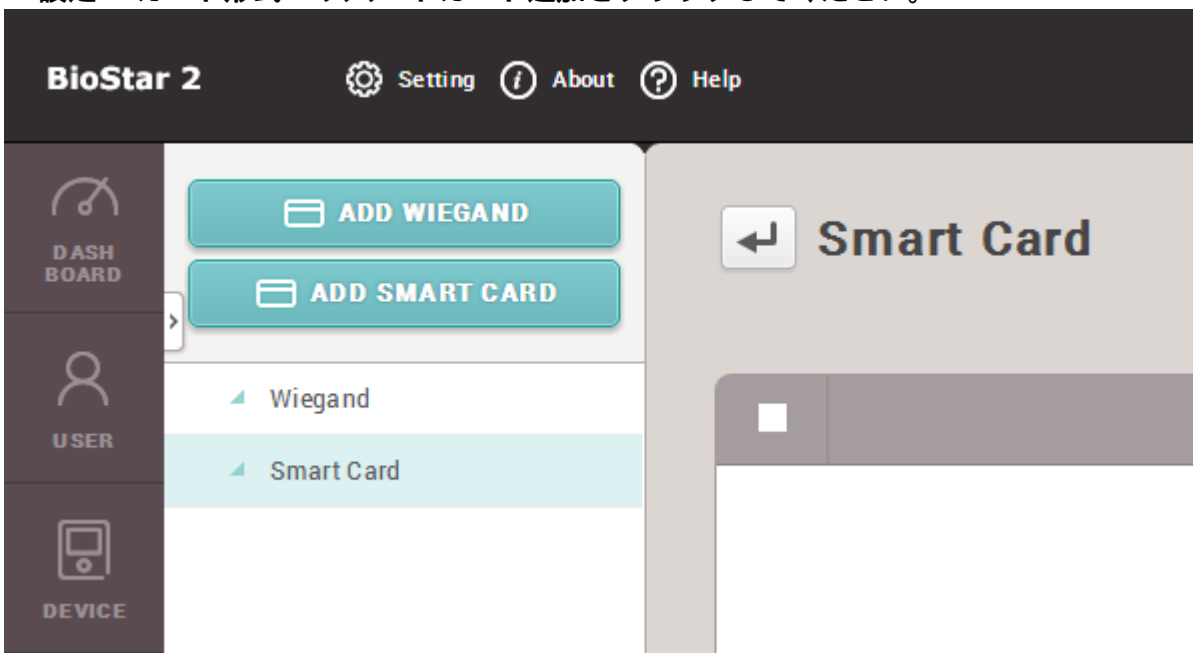 BioStar 2
Setting
About
Help
DASH
BOARD
USER
DEVICE
ADD WIEGAND
ADD SMART CARD
Wiegand
Smart Card
Smart Card